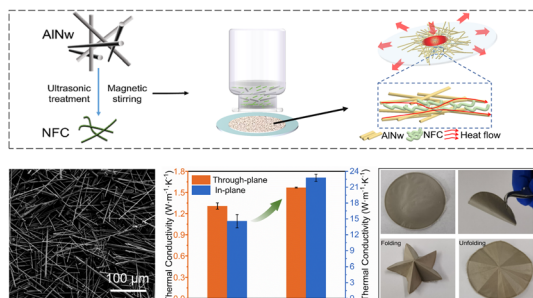 AlNw
Ultrasonic
treatment
Magnetic
stirring
NFC
AlNw
NFC
Heat flow
100 μm
Thermal Conductivity (W·m⁻¹·K⁻¹)
1.8
1.5
1.2
0.9
0.6
0.3
0.0
Through-plane
In-plane
24
21
18
15
12
9
6
3
0
Thermal Conductivity (W·m⁻¹·K⁻¹)
Folding
Unfolding